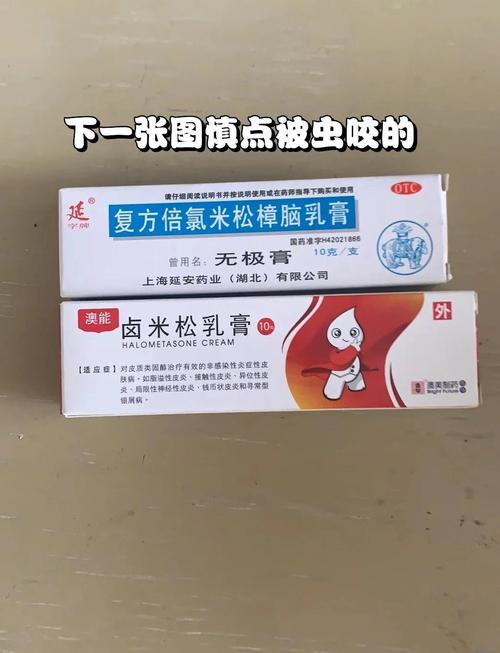 下一张图慎点被虫咬的
请仔细阅读说明书并按说明使用或在药师指导下购买和使用
OTC
延®
字牌
复方倍氯米松樟脑乳膏
国药准字H42021866
曾用名：无极膏
10克/支
上海延安药业（湖北）有限公司
澳能
卤米松乳膏
10克
HALOMETASONE CREAM
外
【适应症】对皮质类固醇治疗有效的非感染性炎症性皮
肤病，如脂溢性皮炎、接触性皮炎、异位性皮
炎、局限性神经性皮炎、钱币状皮炎和寻常型
银屑病。
澳美制药
Bright Future